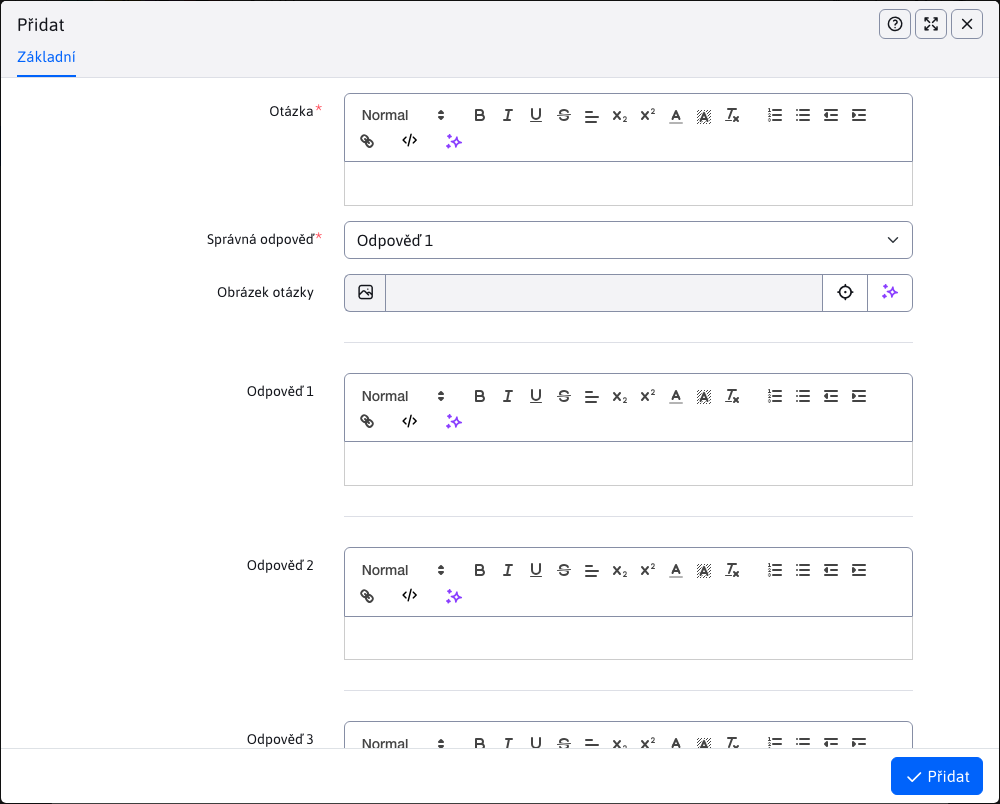 Přidat
Základní
Otázka*
Normal
Správná odpověď*
Odpověď 1
Obrázek otázky
Odpověď 1
Normal
Odpověď 2
Normal
Odpověď 3
Normal
Přidat